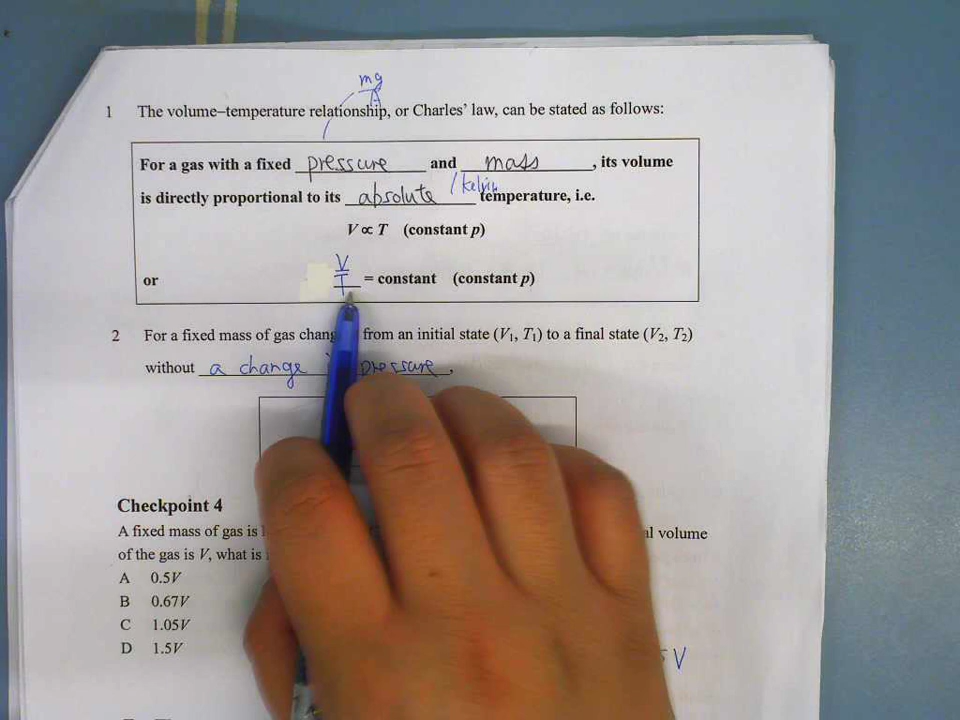 mg
A
1 The volume–temperature relationship, or Charles' law, can be stated as follows:
For a gas with a fixed pressure and mass, its volume
/kelvin
is directly proportional to its absolute temperature, i.e.
V ∝ T (constant p)
or V/T = constant (constant p)
2 For a fixed mass of gas from an initial state (V₁, T₁) to a final state (V₂, T₂)
without a change pressure,
Checkpoint 4
A fixed mass of gas is volume
of the gas is V, what is
A 0.5V
B 0.67V
C 1.05V
D 1.5V
V